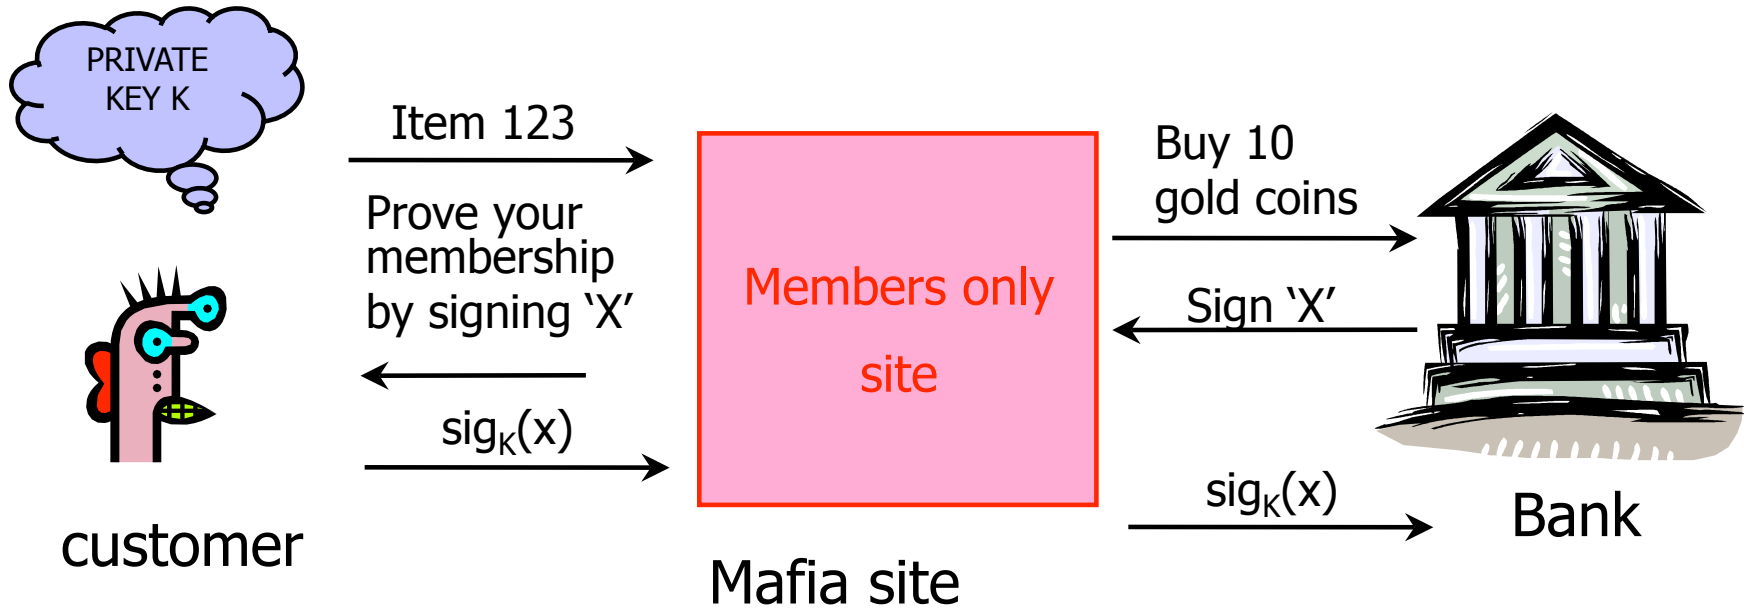 PRIVATE
KEY K
Item 123
Prove your
membership
by signing ‘X’
sigK(x)
customer
Members only
site
Mafia site
Buy 10
gold coins
Sign ‘X’
sigK(x)
Bank